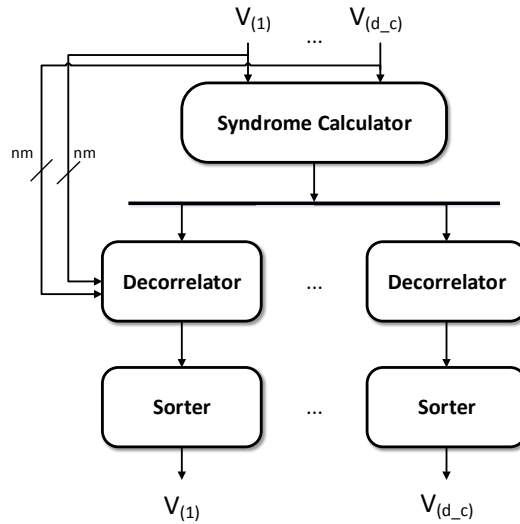 V(1) ... V(d_c)
Syndrome Calculator
nm nm
Decorrelator ... Decorrelator
Sorter ... Sorter
V(1) V(d_c)